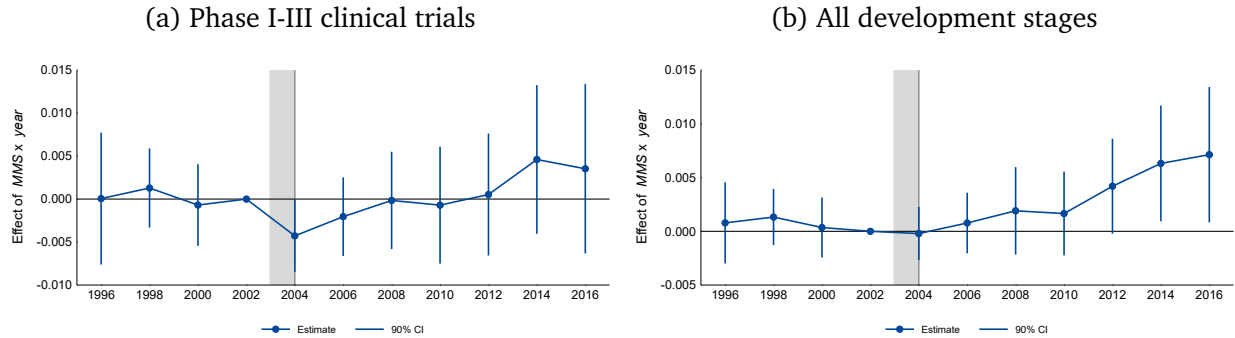 (a) Phase I-III clinical trials
Effect of MMS x year
0.015
0.010
0.005
0.000
-0.005
-0.010
1996 1998 2000 2002 2004 2006 2008 2010 2012 2014 2016
Estimate 90% CI
(b) All development stages
Effect of MMS x year
0.015
0.010
0.005
0.000
-0.005
1996 1998 2000 2002 2004 2006 2008 2010 2012 2014 2016
Estimate 90% CI